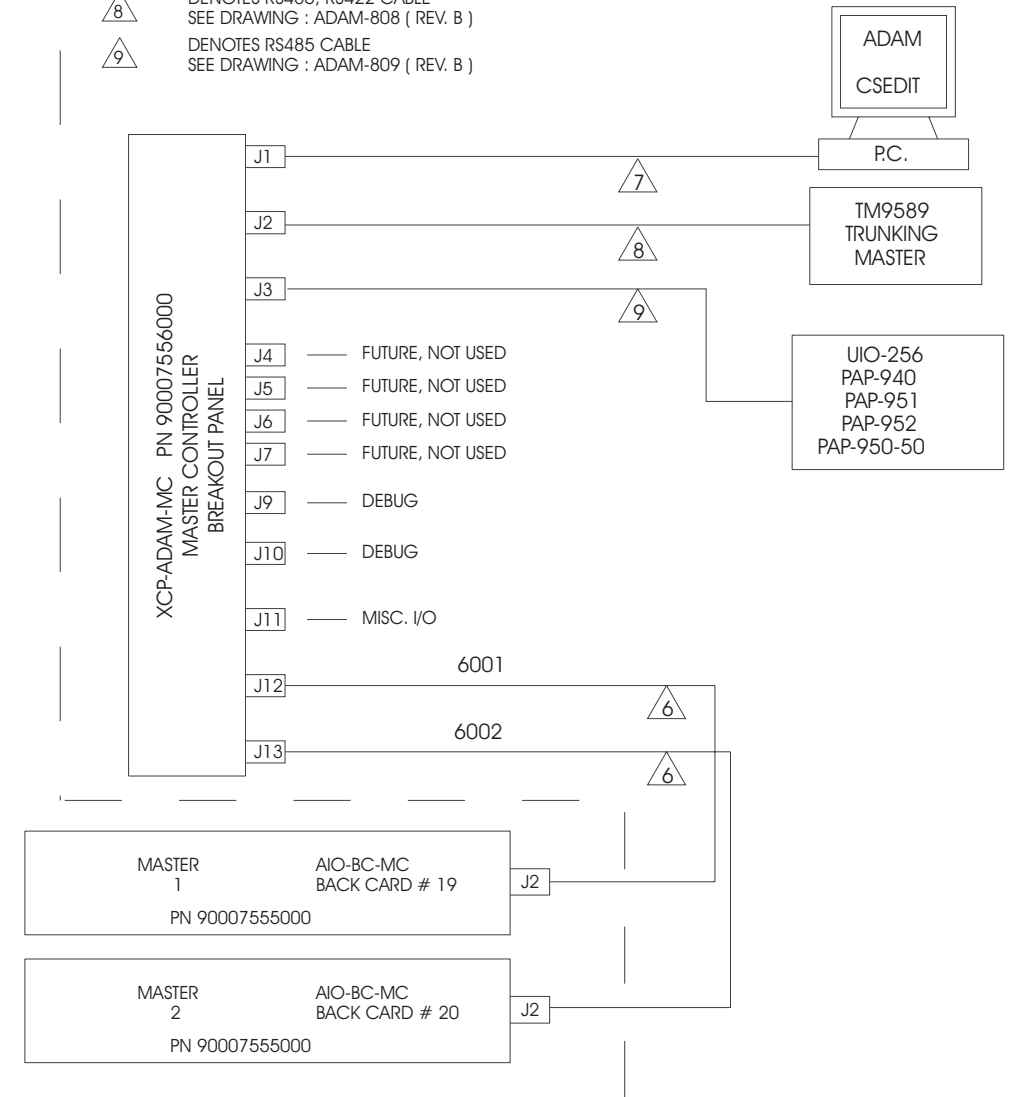 8
SEE DRAWING : ADAM-808 ( REV. B )
9
DENOTES RS485 CABLE
SEE DRAWING : ADAM-809 ( REV. B )
ADAM
CSEDIT
P.C.
J1
7
J2
8
TM9589
TRUNKING
MASTER
J3
9
UIO-256
PAP-940
PAP-951
PAP-952
PAP-950-50
XCP-ADAM-MC PN 90007556000
MASTER CONTROLLER
BREAKOUT PANEL
J4 FUTURE, NOT USED
J5 FUTURE, NOT USED
J6 FUTURE, NOT USED
J7 FUTURE, NOT USED
J9 DEBUG
J10 DEBUG
J11 MISC. I/O
J12
6001
6
J13
6002
6
MASTER
1
AIO-BC-MC
BACK CARD # 19
PN 90007555000
J2
MASTER
2
AIO-BC-MC
BACK CARD # 20
PN 90007555000
J2